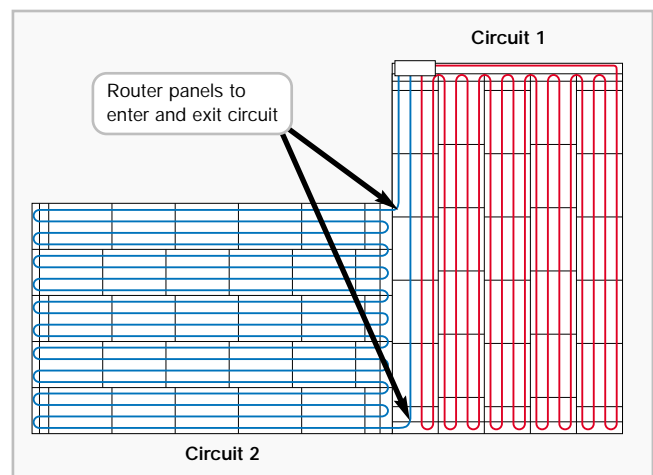 Circuit 1
Router panels to
enter and exit circuit
Circuit 2